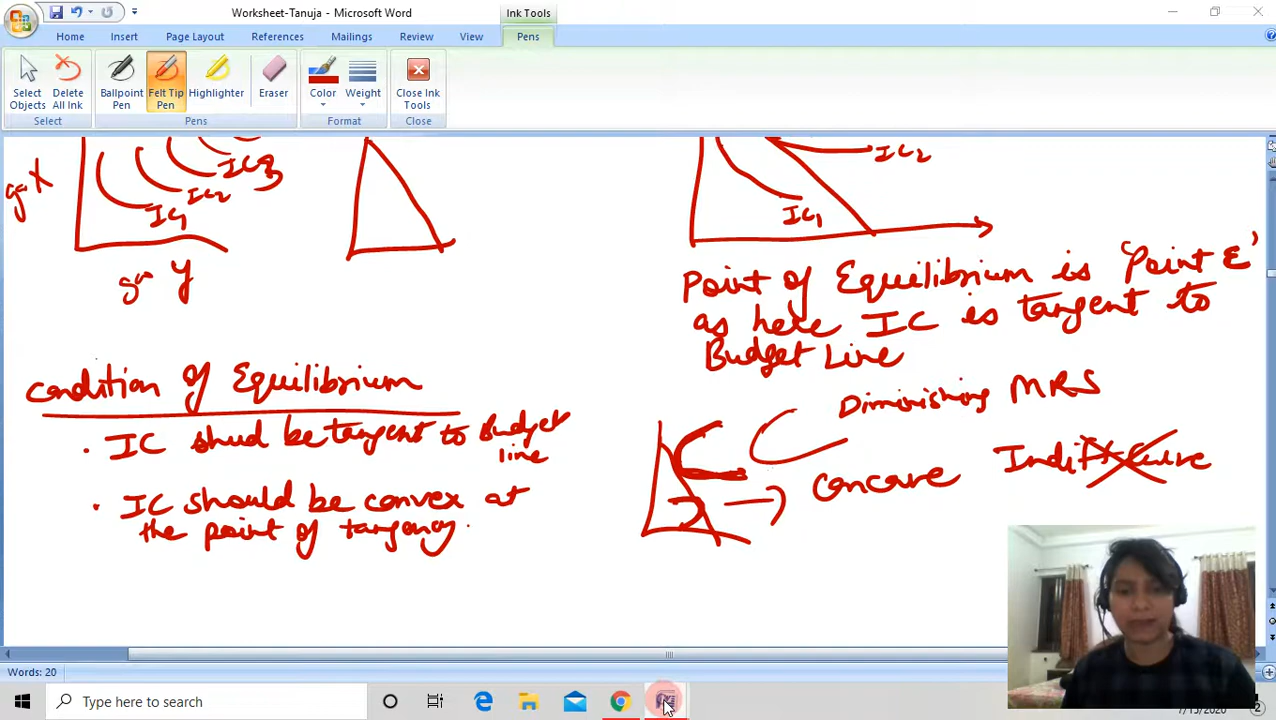 Worksheet-Tanuja - Microsoft Word
Ink Tools
Home
Insert
Page Layout
References
Mailings
Review
View
Pens
Select Objects
Delete All Ink
Ballpoint Pen
Felt Tip Pen
Highlighter
Eraser
Color
Weight
Close Ink Tools
Select
Pens
Format
Close
X
IC3
IC2
IC1
Y
IC2
IC1
Point of Equilibrium is 'Point E'
as here IC is tangent to
Budget Line
Condition of Equilibrium
• IC shud be tangent to Budget
line
• IC should be convex at
the point of tangency.
Diminishing MRS
Concave
Words: 20
Type here to search
7/15/2020
2